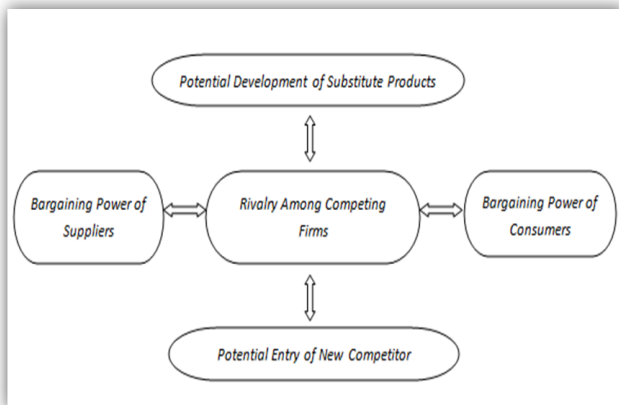 Potential Development of Substitute Products
Bargaining Power of
Suppliers
Rivalry Among Competing
Firms
Bargaining Power of
Consumers
Potential Entry of New Competitor